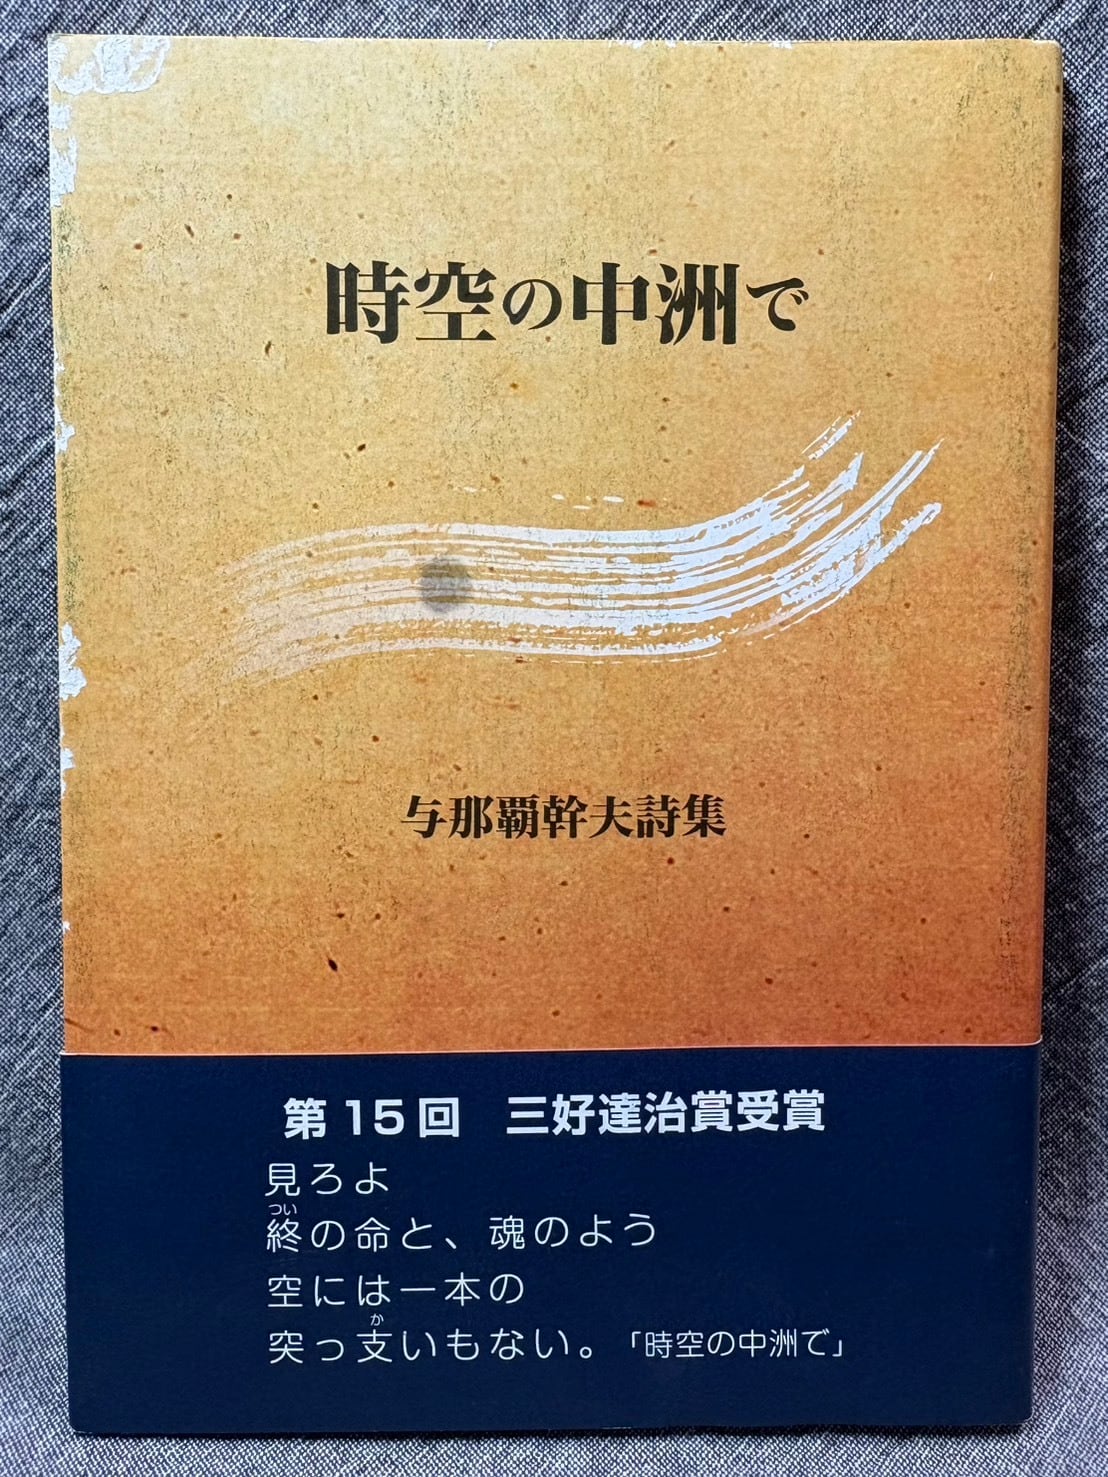 時空の中洲で
与那覇幹夫詩集
第15回 三好達治賞受賞
見ろよ
終の命と、魂のよう
つい
空には一本の
突っ支いもない。「時空の中洲で」
か